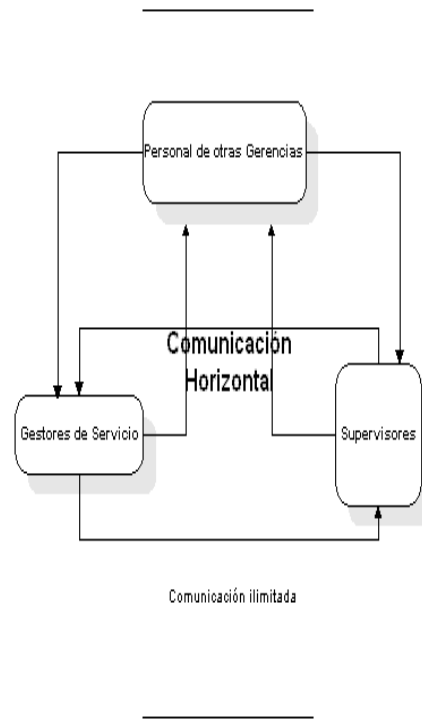 Personal de otras Gerencias
Comunicación
Horizontal
Gestores de Servicio
Supervisores
Comunicación ilimitada